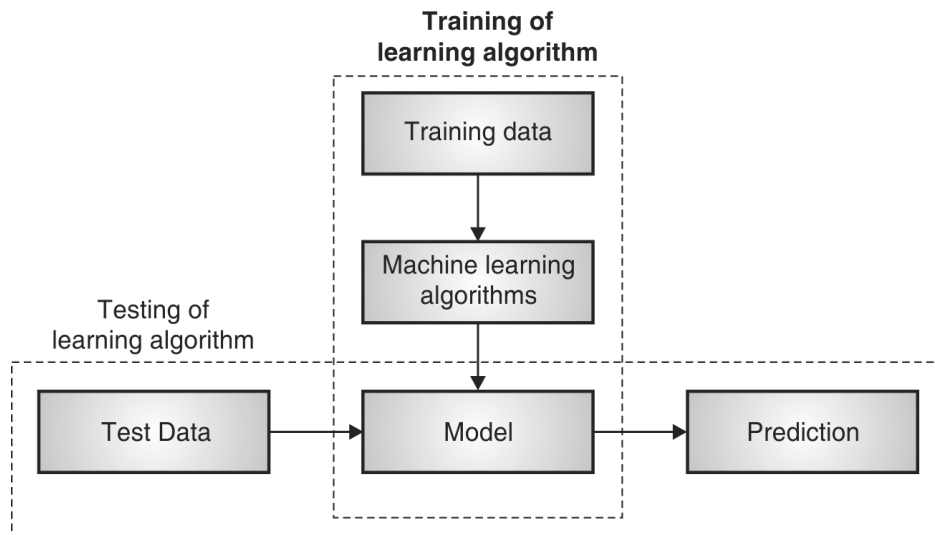 Training of
learning algorithm
Training data
Machine learning
algorithms
Testing of
learning algorithm
Test Data
Model
Prediction